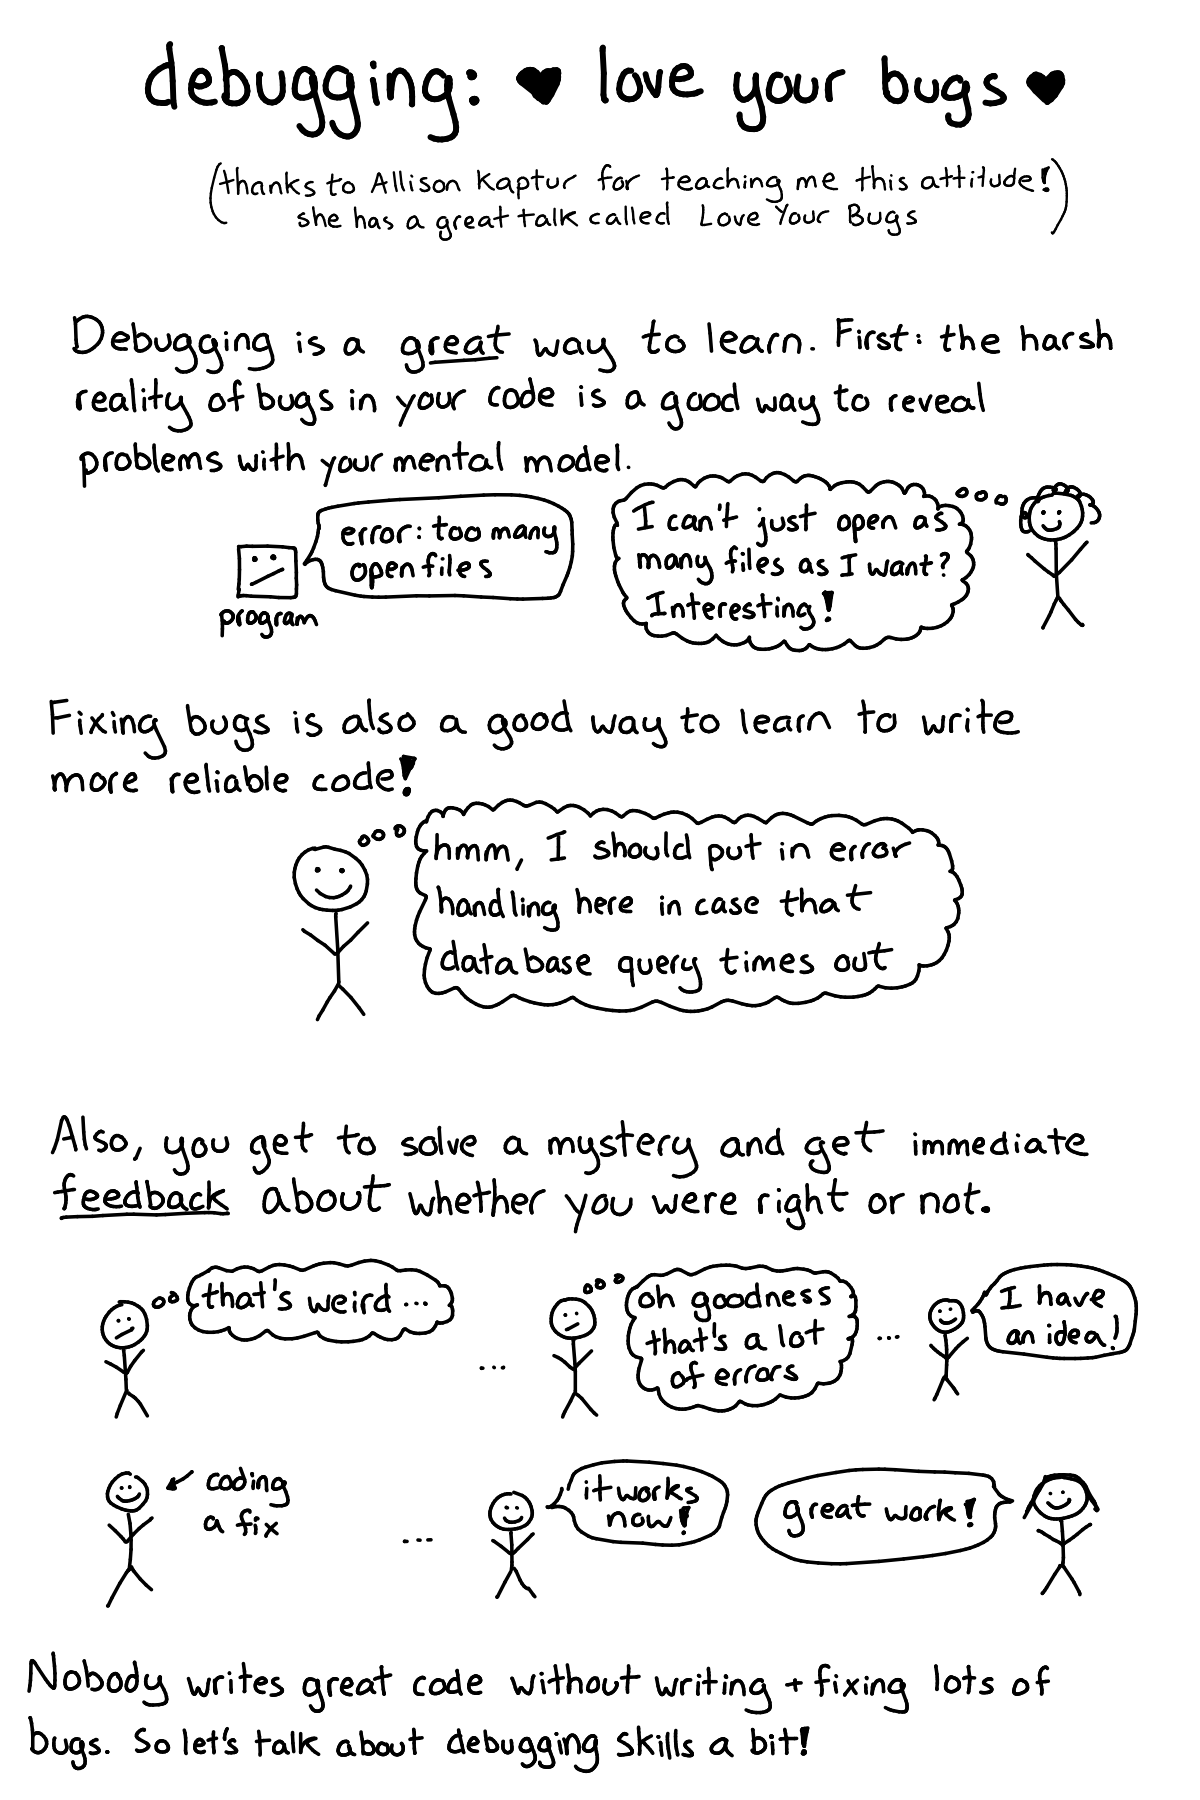 debugging: ♥ love your bugs ♥
(thanks to Allison Kaptur for teaching me this attitude!
she has a great talk called Love Your Bugs)
Debugging is a great way to learn. First: the harsh
reality of bugs in your code is a good way to reveal
problems with your mental model.
error: too many
open files
program
I can't just open as
many files as I want?
Interesting!
Fixing bugs is also a good way to learn to write
more reliable code!
hmm, I should put in error
handling here in case that
database query times out
Also, you get to solve a mystery and get immediate
feedback about whether you were right or not.
that's weird...
...
oh goodness
that's a lot
of errors
...
I have
an idea!
← coding
a fix
...
it works
now!
great work!
Nobody writes great code without writing + fixing lots of
bugs. So let's talk about debugging skills a bit!